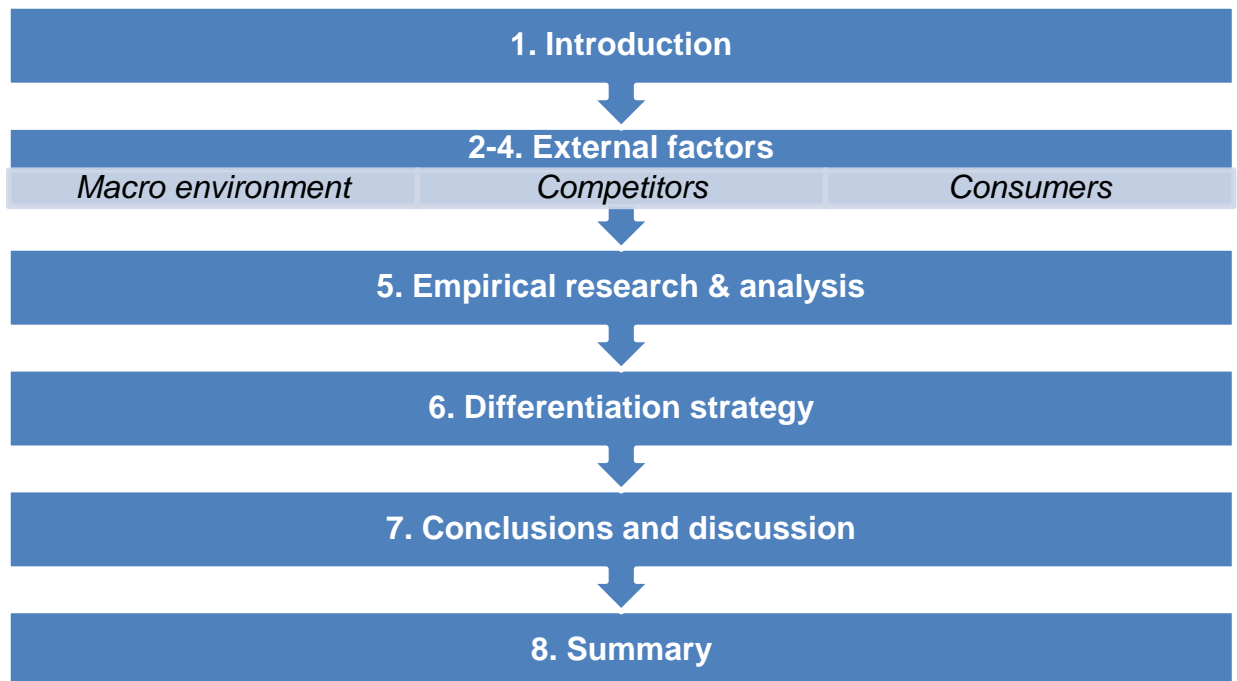 1. Introduction
2-4. External factors
Macro environment Competitors Consumers
5. Empirical research & analysis
6. Differentiation strategy
7. Conclusions and discussion
8. Summary